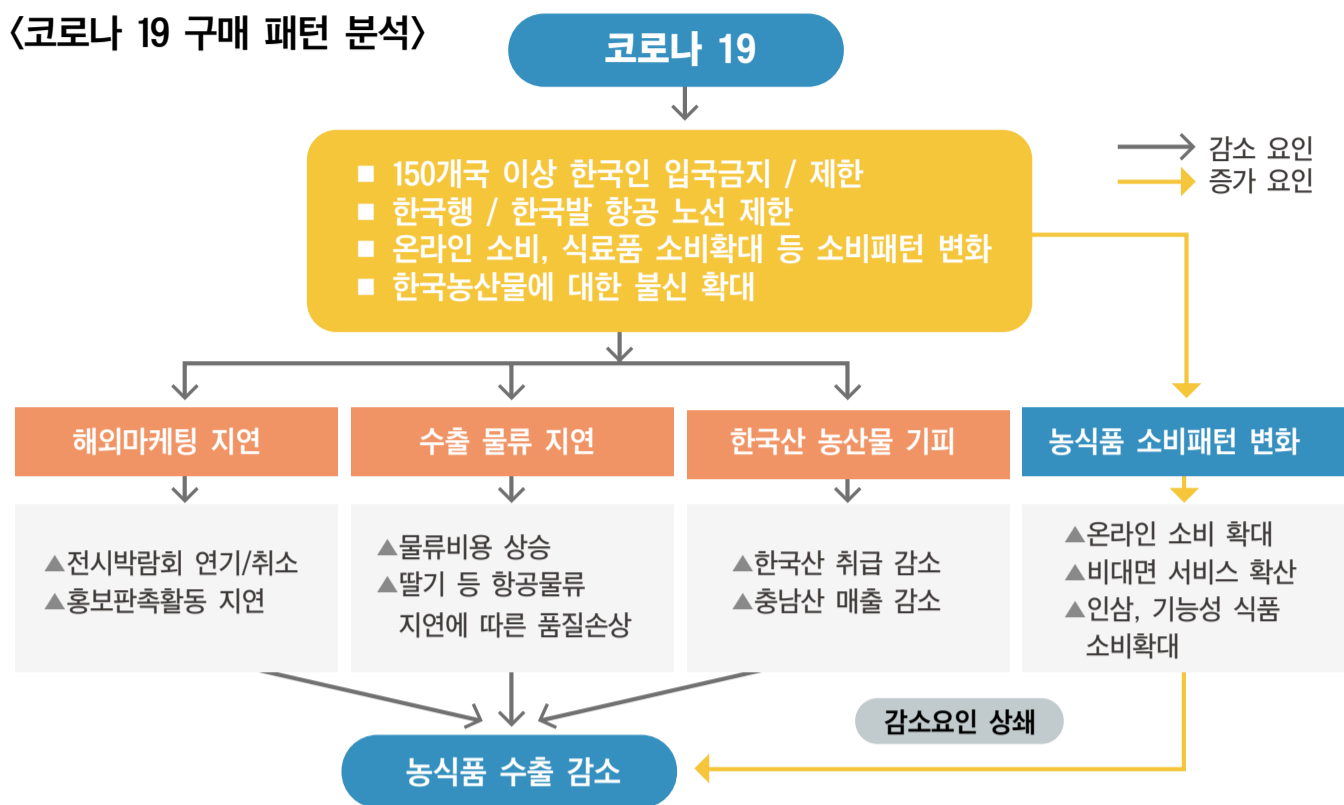 〈코로나 19 구매 패턴 분석〉
코로나 19
■ 150개국 이상 한국인 입국금지 / 제한
■ 한국행 / 한국발 항공 노선 제한
■ 온라인 소비, 식료품 소비확대 등 소비패턴 변화
■ 한국농산물에 대한 불신 확대
감소 요인
증가 요인
해외마케팅 지연
▲전시박람회 연기/취소
▲홍보판촉활동 지연
수출 물류 지연
▲물류비용 상승
▲딸기 등 항공물류
지연에 따른 품질손상
한국산 농산물 기피
▲한국산 취급 감소
▲충남산 매출 감소
농식품 소비패턴 변화
▲온라인 소비 확대
▲비대면 서비스 확산
▲인삼, 기능성 식품
소비확대
감소요인 상쇄
농식품 수출 감소